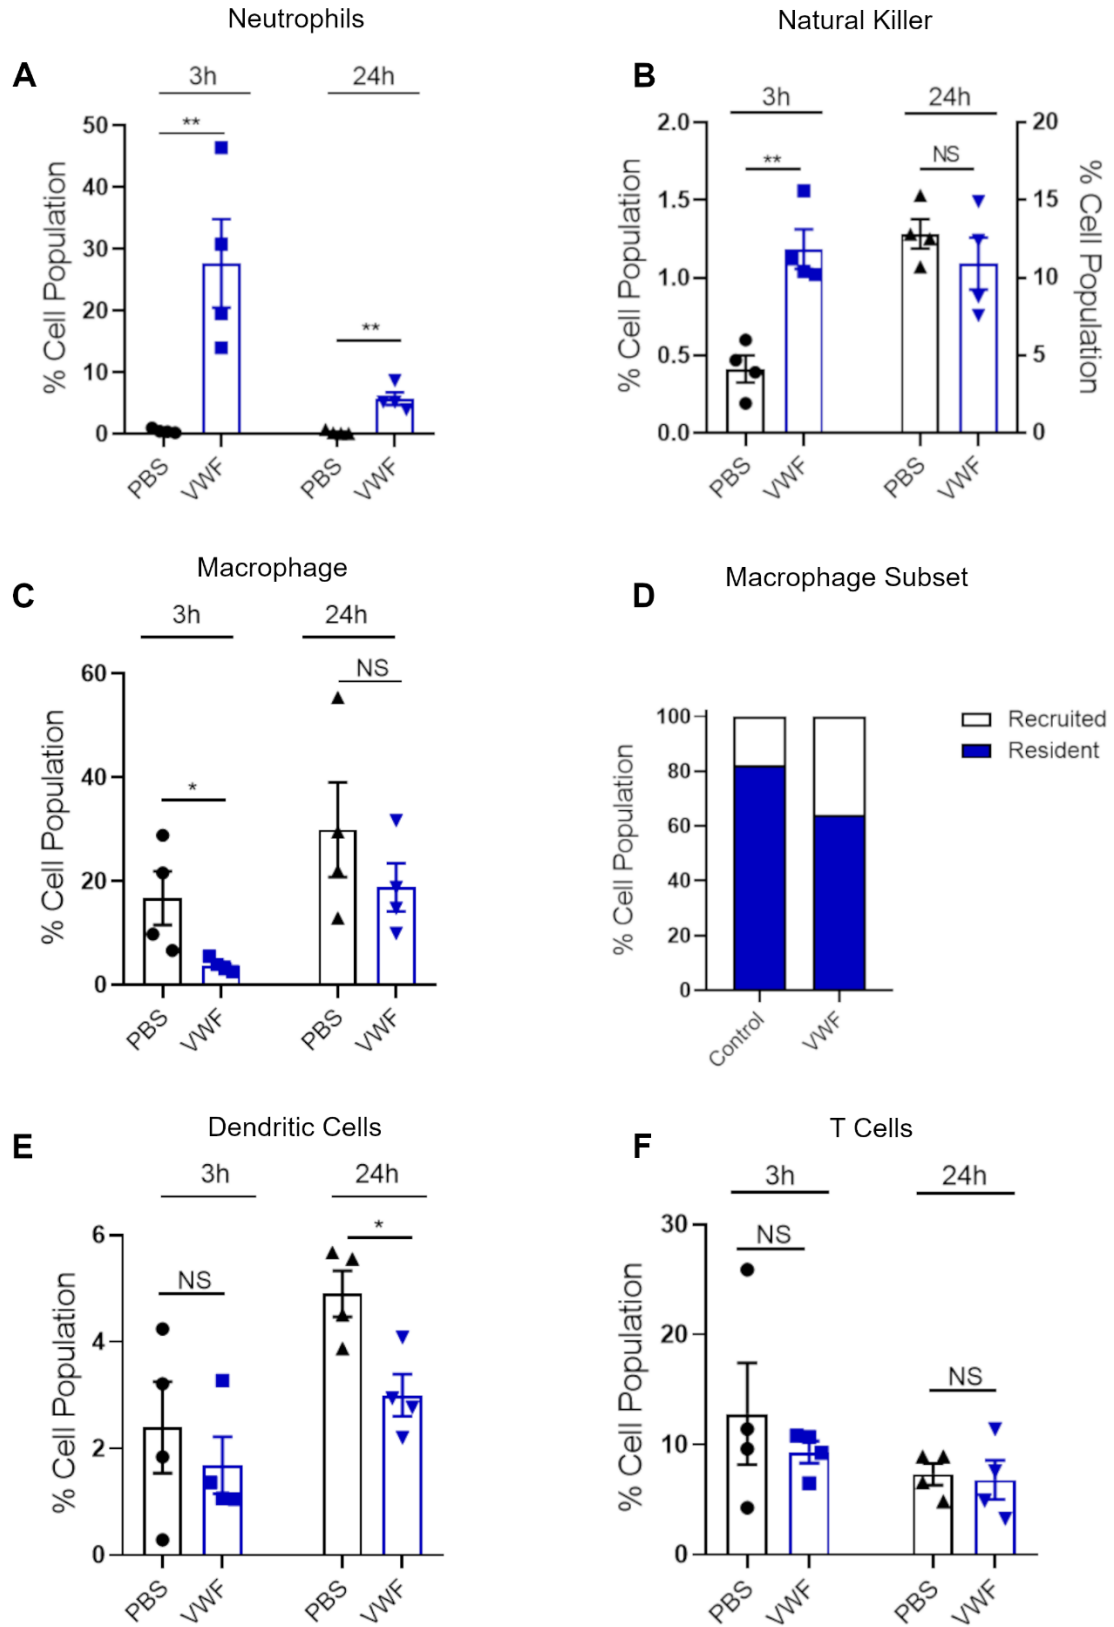 Neutrophils
A
3h
24h
**
**
% Cell Population
50
40
30
20
10
0
PBS
VWF
PBS
VWF
Natural Killer
B
3h
24h
**
NS
% Cell Population
2.0
1.5
1.0
0.5
0.0
20
15
10
5
0
% Cell Population
PBS
VWF
PBS
VWF
Macrophage
C
3h
24h
*
NS
% Cell Population
60
40
20
0
PBS
VWF
PBS
VWF
Macrophage Subset
D
% Cell Population
100
80
60
40
20
0
Control
VWF
Recruited
Resident
Dendritic Cells
E
3h
24h
NS
*
% Cell Population
6
4
2
0
PBS
VWF
PBS
VWF
T Cells
F
3h
24h
NS
NS
% Cell Population
30
20
10
0
PBS
VWF
PBS
VWF